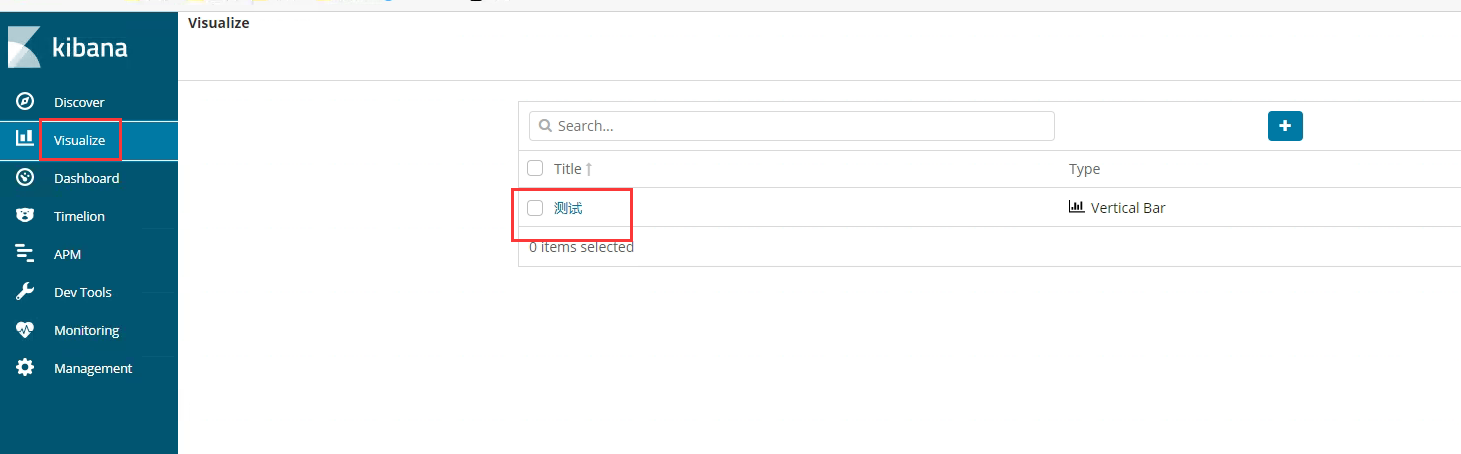 Visualize
kibana
Discover
Visualize
Dashboard
Timelion
APM
Dev Tools
Monitoring
Management
Search...
Title
Type
测试
Vertical Bar
0 items selected